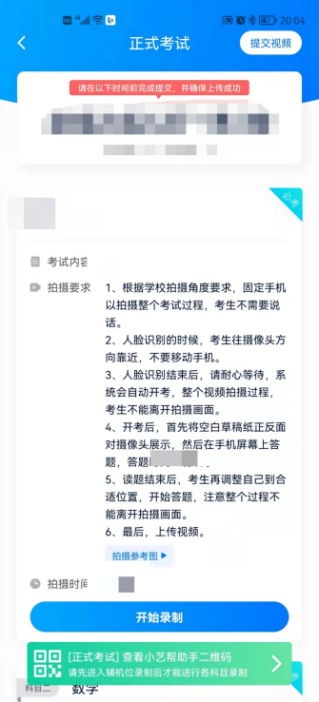 20:04
正式考试
提交视频
请在以下时间前完成提交，并确保上传成功
必考
考试内容
拍摄要求
1、根据学校拍摄角度要求，固定手机
以拍摄整个考试过程，考生不需要说
话。
2、人脸识别的时候，考生往摄像头方
向靠近，不要移动手机。
3、人脸识别结束后，请耐心等待，系
统会自动开考，整个视频拍摄过程，
考生不能离开拍摄画面。
4、开考后，首先将空白草稿纸正反面
对摄像头展示，然后在手机屏幕上答
题，答题
5、读题结束后，考生再调整自己到合
适位置，开始答题，注意整个过程不
能离开拍摄画面。
6、最后，上传视频。
拍摄参考图
拍摄时间
开始录制
[正式考试] 查看小艺帮助手二维码
请先进入辅机位录制后才能进行各科目录制
科目二
数学